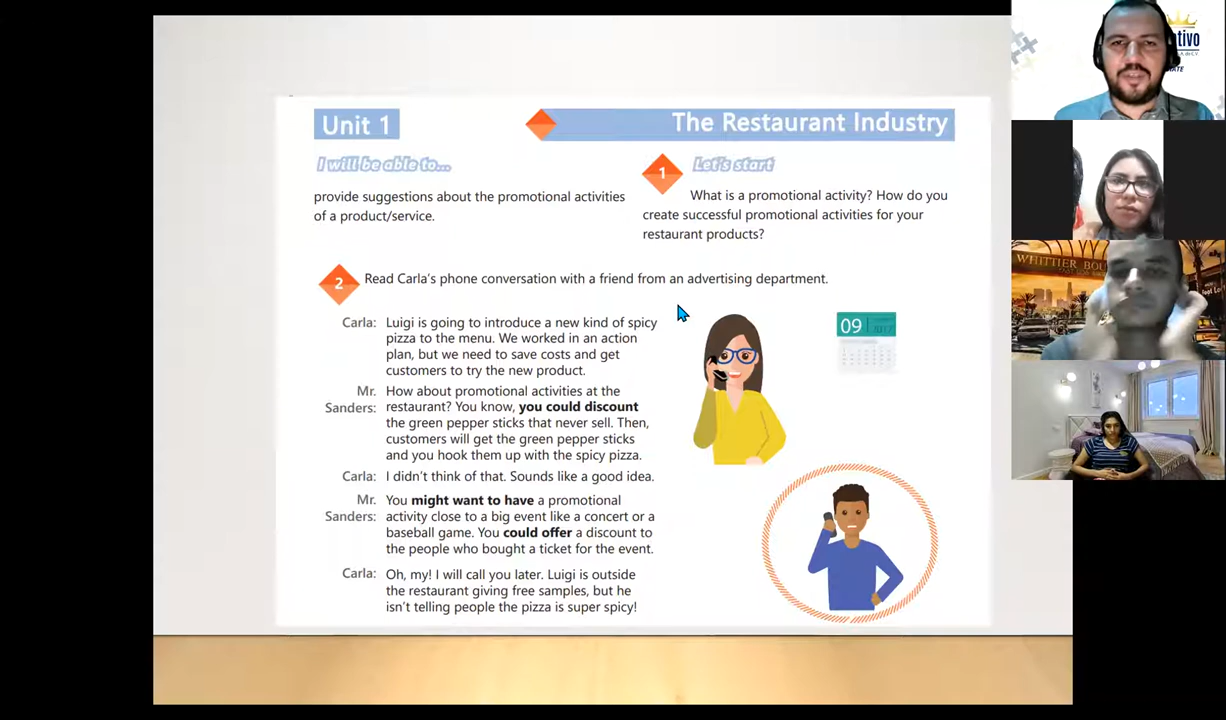 Unit 1
The Restaurant Industry
I will be able to...
provide suggestions about the promotional activities
of a product/service.
1
Let's start
What is a promotional activity? How do you
create successful promotional activities for your
restaurant products?
2
Read Carla's phone conversation with a friend from an advertising department.
Carla: Luigi is going to introduce a new kind of spicy
pizza to the menu. We worked in an action
plan, but we need to save costs and get
customers to try the new product.
Mr. How about promotional activities at the
Sanders: restaurant? You know, you could discount
the green pepper sticks that never sell. Then,
customers will get the green pepper sticks
and you hook them up with the spicy pizza.
Carla: I didn't think of that. Sounds like a good idea.
Mr. You might want to have a promotional
Sanders: activity close to a big event like a concert or a
baseball game. You could offer a discount to
the people who bought a ticket for the event.
Carla: Oh, my! I will call you later. Luigi is outside
the restaurant giving free samples, but he
isn't telling people the pizza is super spicy!
09
2017
WHITTIER